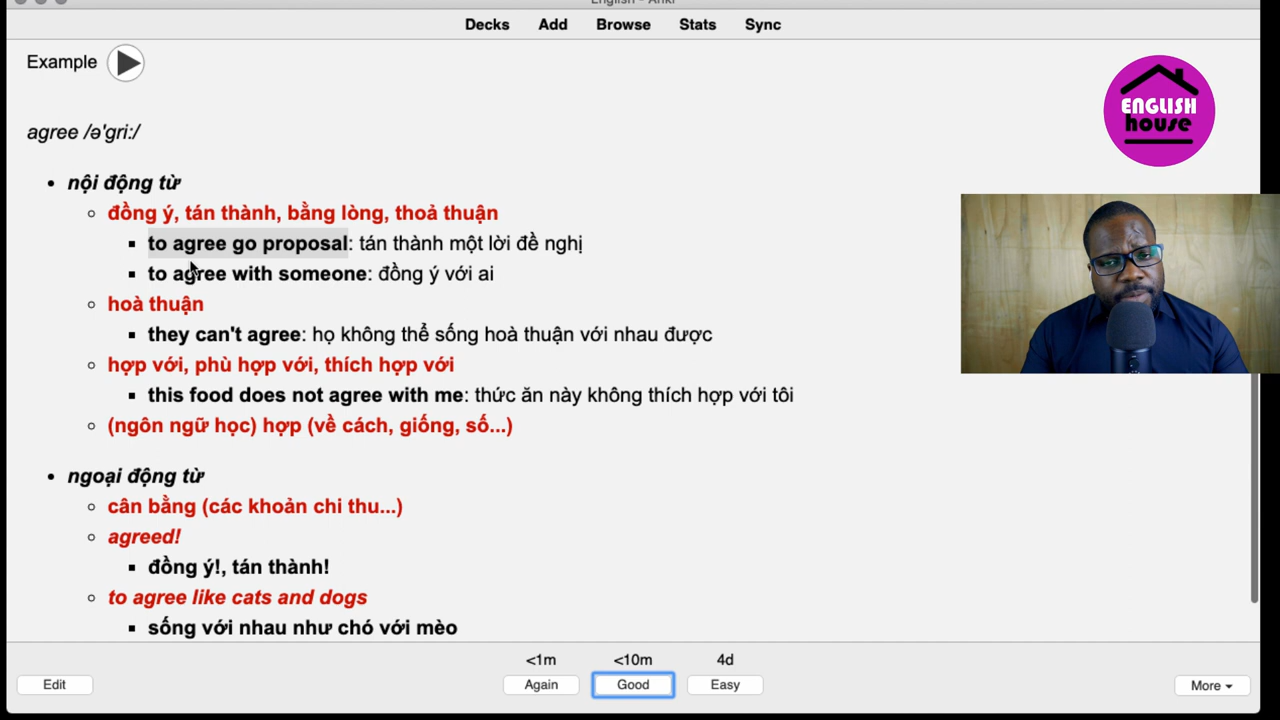 English - Anki
Decks Add Browse Stats Sync
Example
ENGLISH
house
agree /ə'gri:/
nội động từ
đồng ý, tán thành, bằng lòng, thoả thuận
to agree go proposal: tán thành một lời đề nghị
to agree with someone: đồng ý với ai
hoà thuận
they can't agree: họ không thể sống hoà thuận với nhau được
hợp với, phù hợp với, thích hợp với
this food does not agree with me: thức ăn này không thích hợp với tôi
(ngôn ngữ học) hợp (về cách, giống, số...)
ngoại động từ
cân bằng (các khoản chi thu...)
agreed!
đồng ý!, tán thành!
to agree like cats and dogs
sống với nhau như chó với mèo
<1m <10m 4d
Edit Again Good Easy More